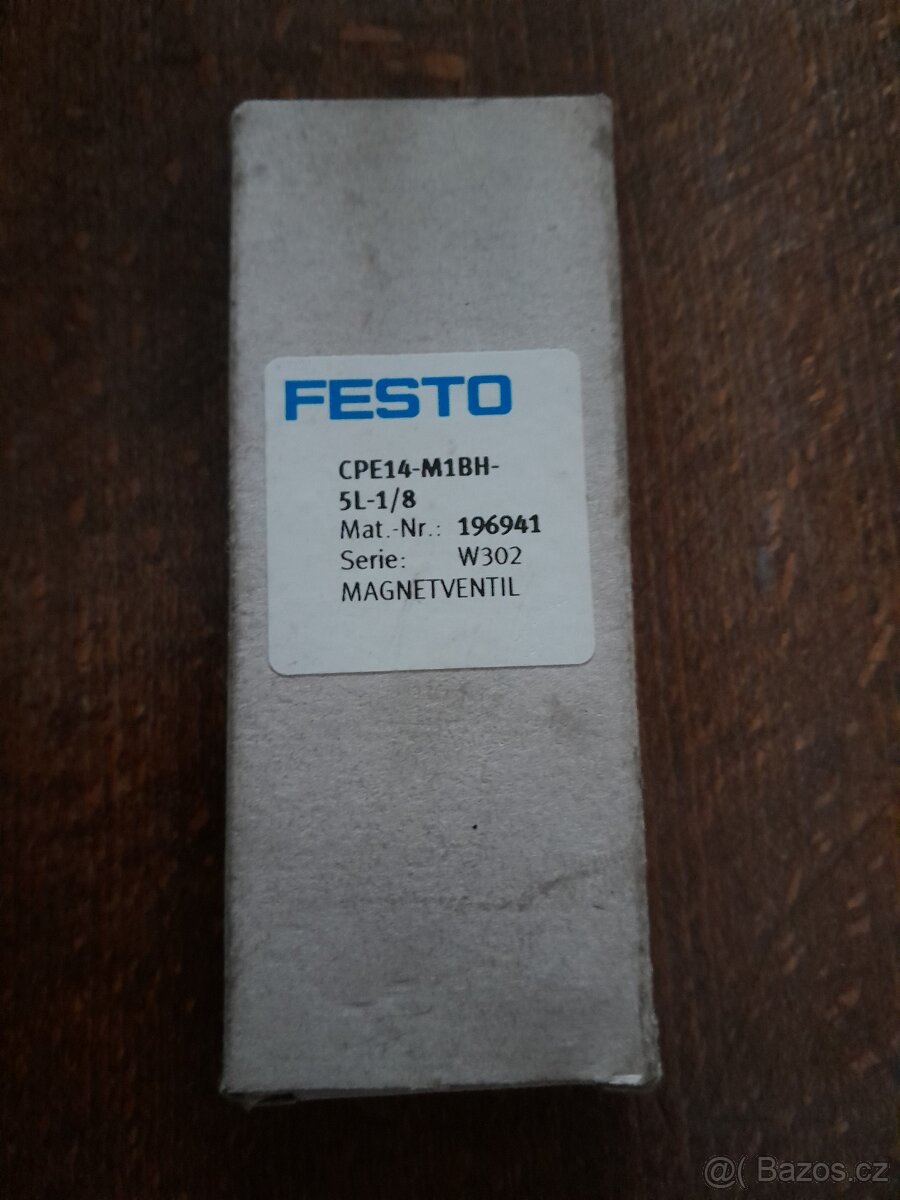 FESTO
CPE14-M1BH-
5L-1/8
Mat.-Nr.: 196941
Serie: W302
MAGNETVENTIL
@( Bazos.cz